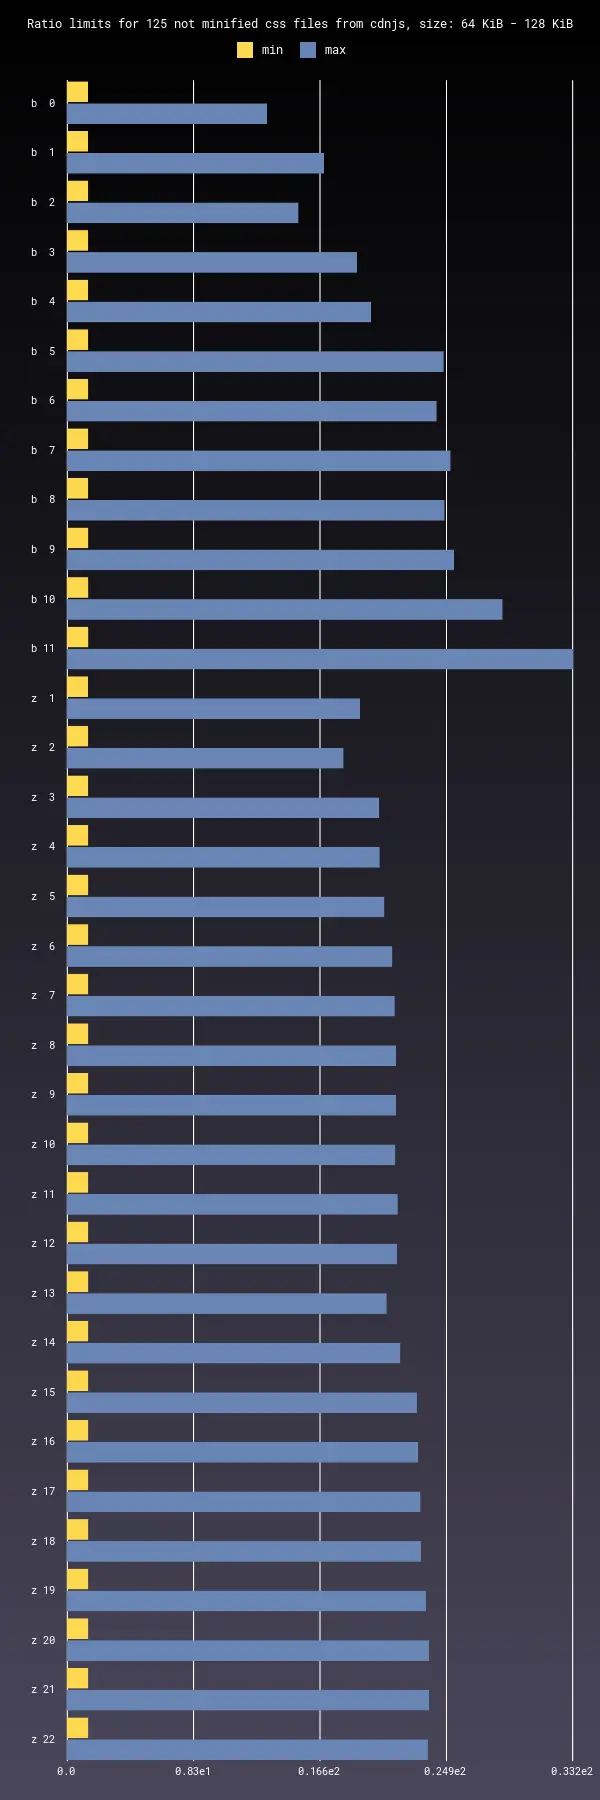 Ratio limits for 125 not minified css files from cdnjs, size: 64 KiB - 128 KiB
min max
b 0
b 1
b 2
b 3
b 4
b 5
b 6
b 7
b 8
b 9
b 10
b 11
z 1
z 2
z 3
z 4
z 5
z 6
z 7
z 8
z 9
z 10
z 11
z 12
z 13
z 14
z 15
z 16
z 17
z 18
z 19
z 20
z 21
z 22
0.0 0.83e1 0.166e2 0.249e2 0.332e2